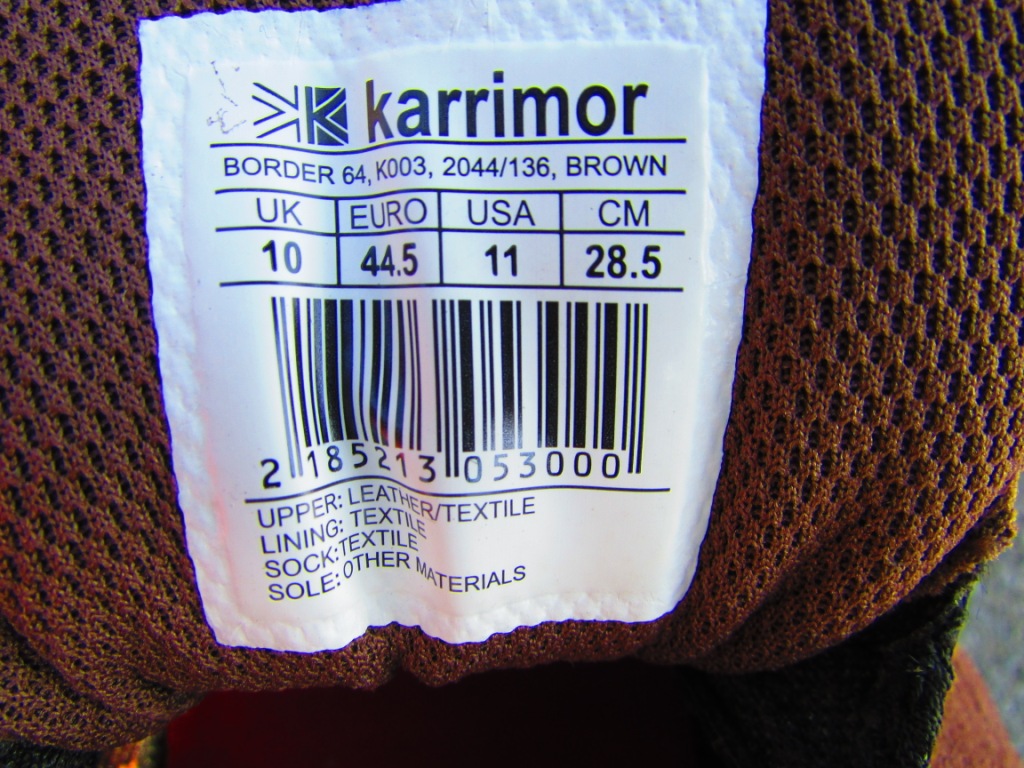 karrimor
BORDER 64, K003, 2044/136, BROWN
UK EURO USA CM
10 44.5 11 28.5
2 185213 053000
UPPER: LEATHER/TEXTILE
LINING: TEXTILE
SOCK:TEXTILE
SOLE: OTHER MATERIALS